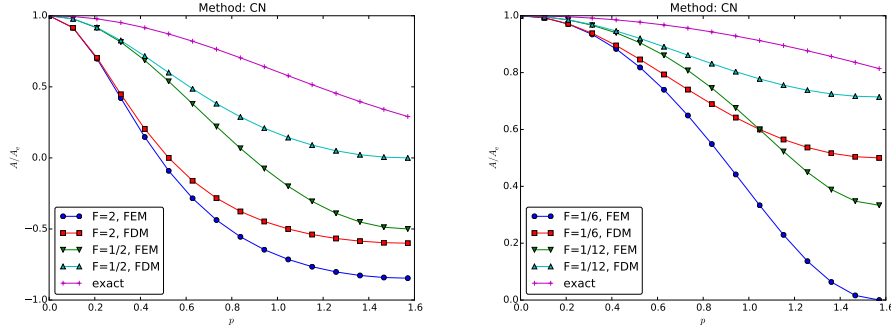 Method: CN
A/Aₑ
1.0
0.5
0.0
−0.5
−1.0
F=2, FEM
F=2, FDM
F=1/2, FEM
F=1/2, FDM
exact
0.0 0.2 0.4 0.6 0.8 1.0 1.2 1.4 1.6
p
Method: CN
A/Aₑ
1.0
0.8
0.6
0.4
0.2
0.0
F=1/6, FEM
F=1/6, FDM
F=1/12, FEM
F=1/12, FDM
exact
0.0 0.2 0.4 0.6 0.8 1.0 1.2 1.4 1.6
p